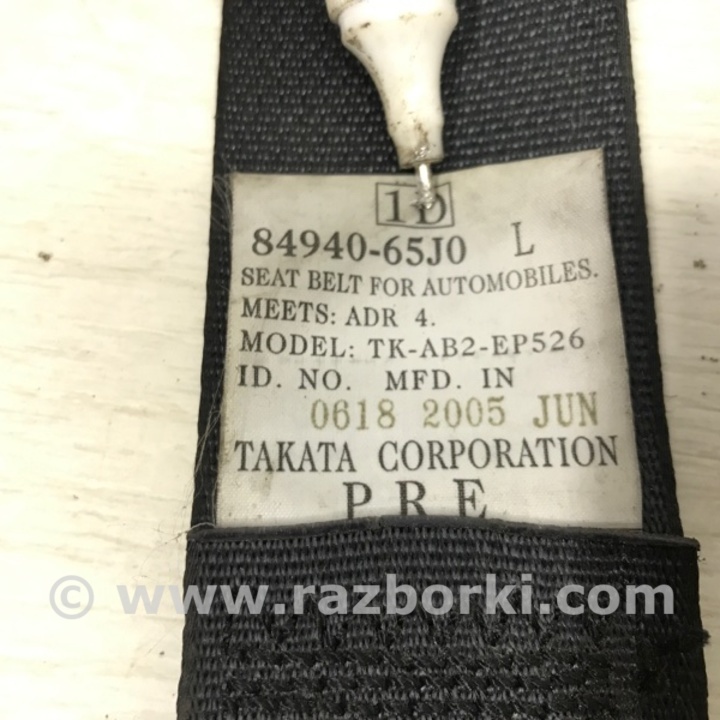 1D
84940-65J0 L
SEAT BELT FOR AUTOMOBILES.
MEETS: ADR 4.
MODEL: TK-AB2-EP526
ID. NO. MFD. IN
0618 2005 JUN
TAKATA CORPORATION
PRE
© www.razborki.com